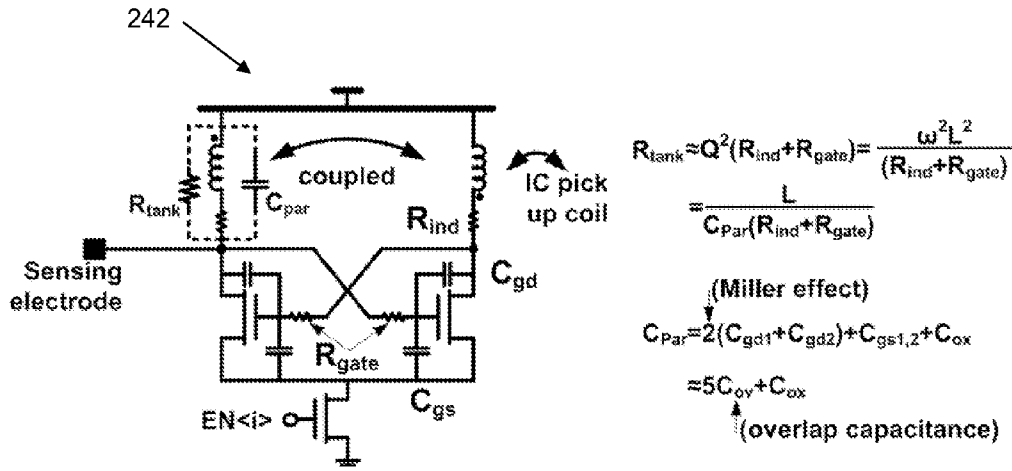 242
coupled
IC pick
up coil
R_tank
C_par
R_ind
Sensing
electrode
C_gd
R_gate
C_gs
EN<i>
R_tank≈Q²(R_ind+R_gate)= ω²L² / (R_ind+R_gate)
= L / C_Par(R_ind+R_gate)
(Miller effect)
C_Par=2(C_gd1+C_gd2)+C_gs1,2+C_ox
≈5C_ov+C_ox
(overlap capacitance)